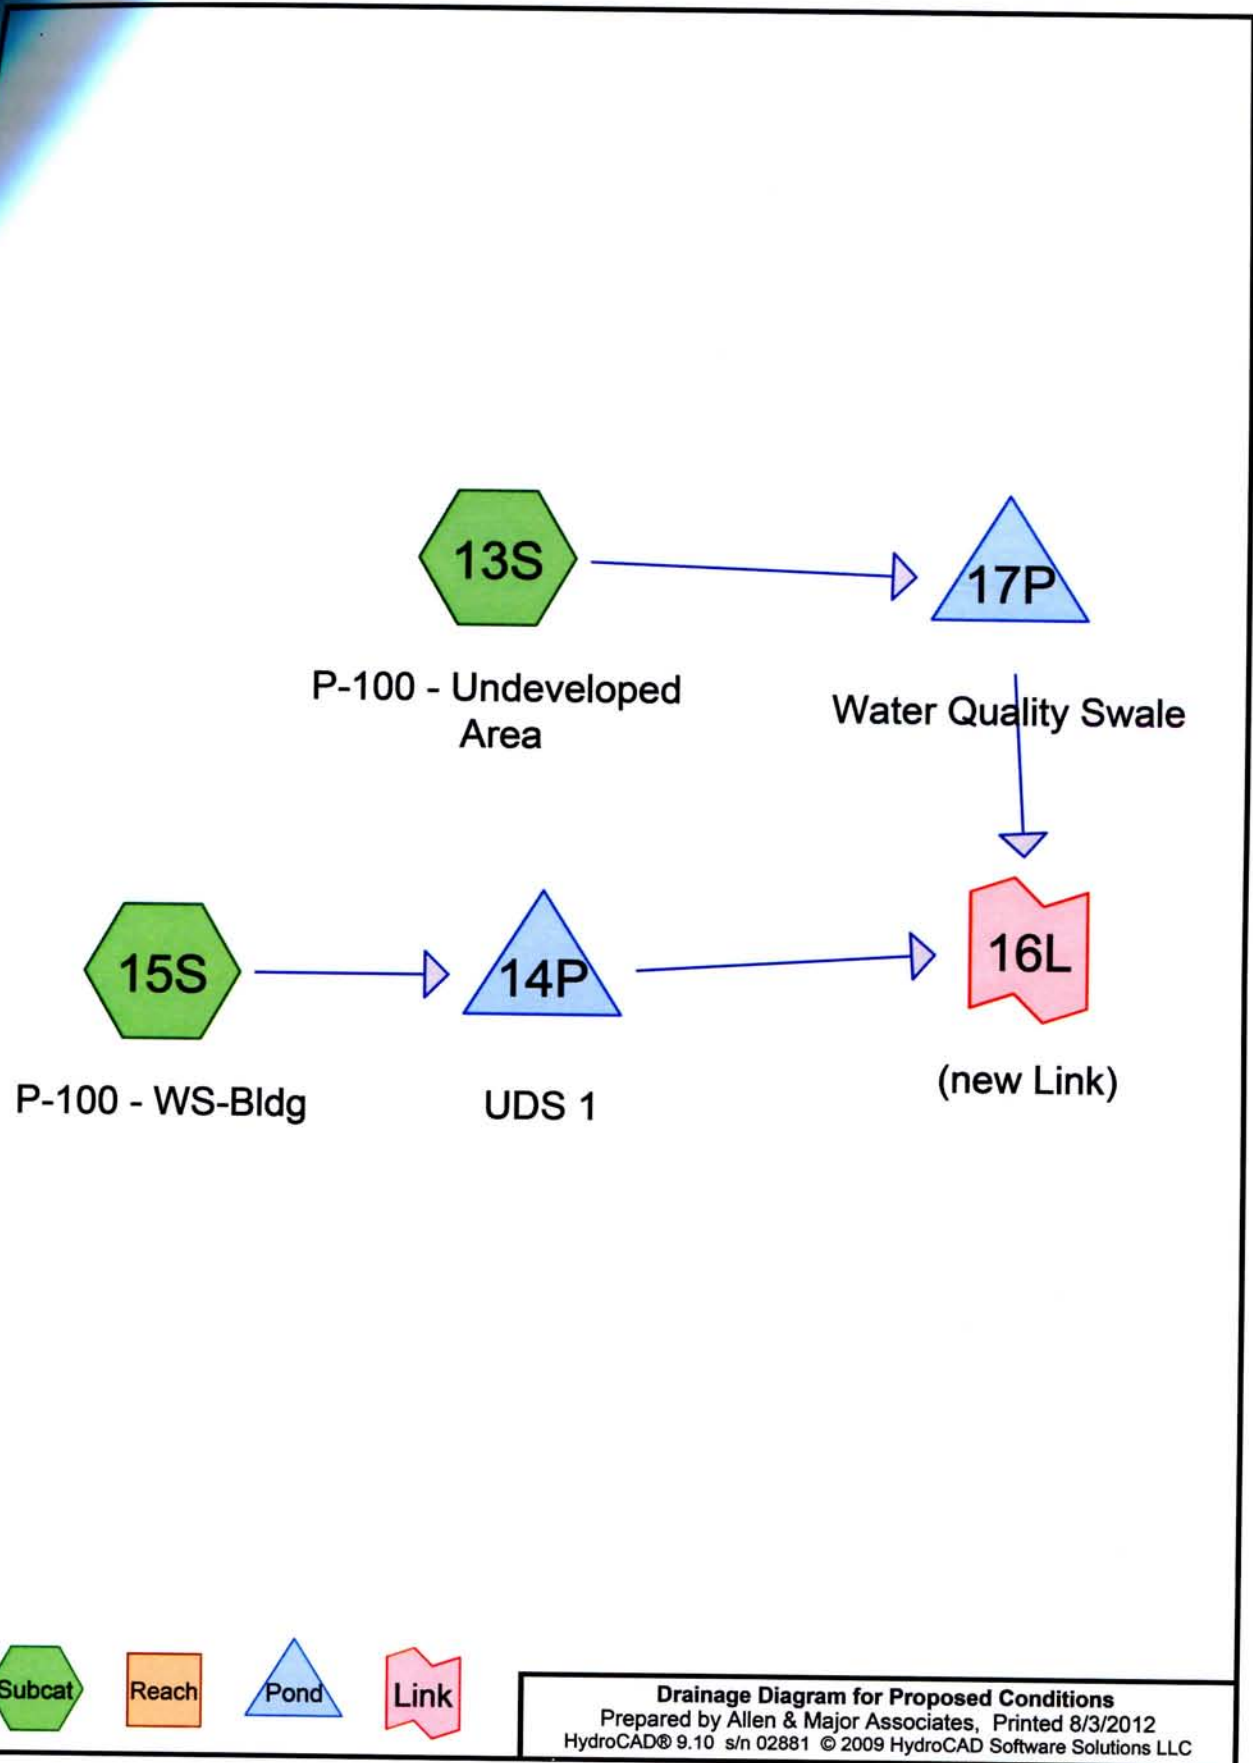 13S
17P
P-100 - Undeveloped
Area
Water Quality Swale
15S
14P
16L
P-100 - WS-Bldg
UDS 1
(new Link)
Subcat
Reach
Pond
Link
Drainage Diagram for Proposed Conditions
Prepared by Allen & Major Associates, Printed 8/3/2012
HydroCAD® 9.10 s/n 02881 © 2009 HydroCAD Software Solutions LLC